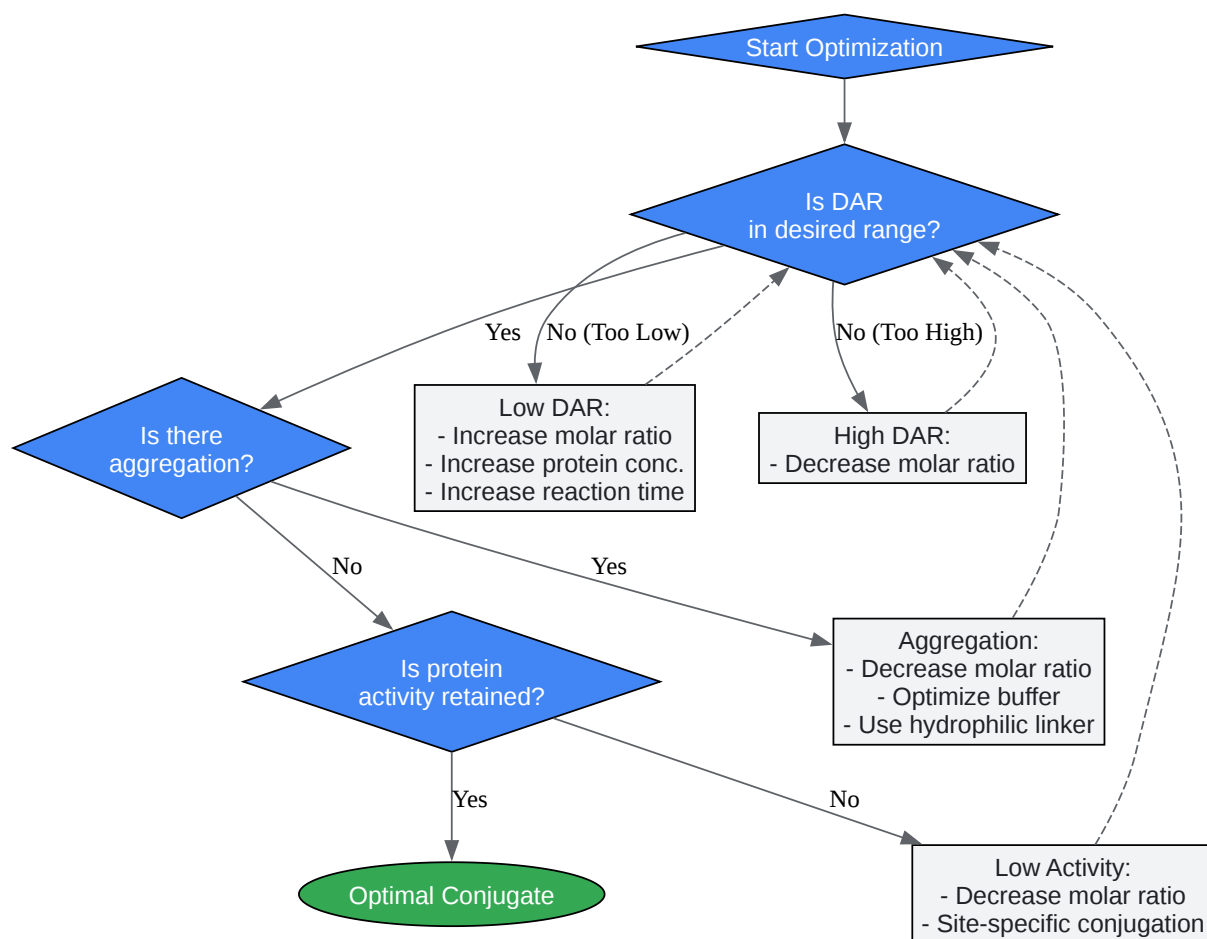 Start Optimization
Is DAR
in desired range?
Yes
No (Too Low)
No (Too High)
Low DAR:
- Increase molar ratio
- Increase protein conc.
- Increase reaction time
High DAR:
- Decrease molar ratio
Is there
aggregation?
No
Yes
Aggregation:
- Decrease molar ratio
- Optimize buffer
- Use hydrophilic linker
Is protein
activity retained?
Yes
No
Optimal Conjugate
Low Activity:
- Decrease molar ratio
- Site-specific conjugation